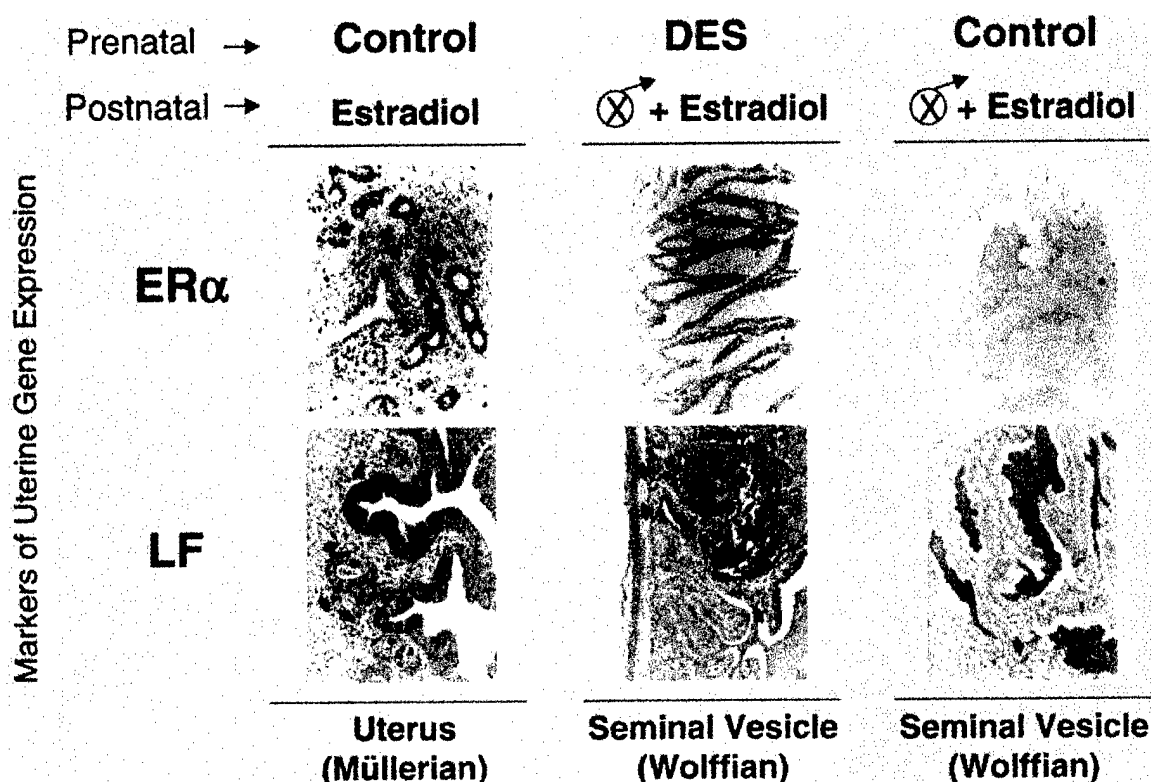 Prenatal → Control DES Control
Postnatal → Estradiol + Estradiol + Estradiol
Markers of Uterine Gene Expression
ERα
LF
Uterus Seminal Vesicle Seminal Vesicle
(Müllerian) (Wolffian) (Wolffian)